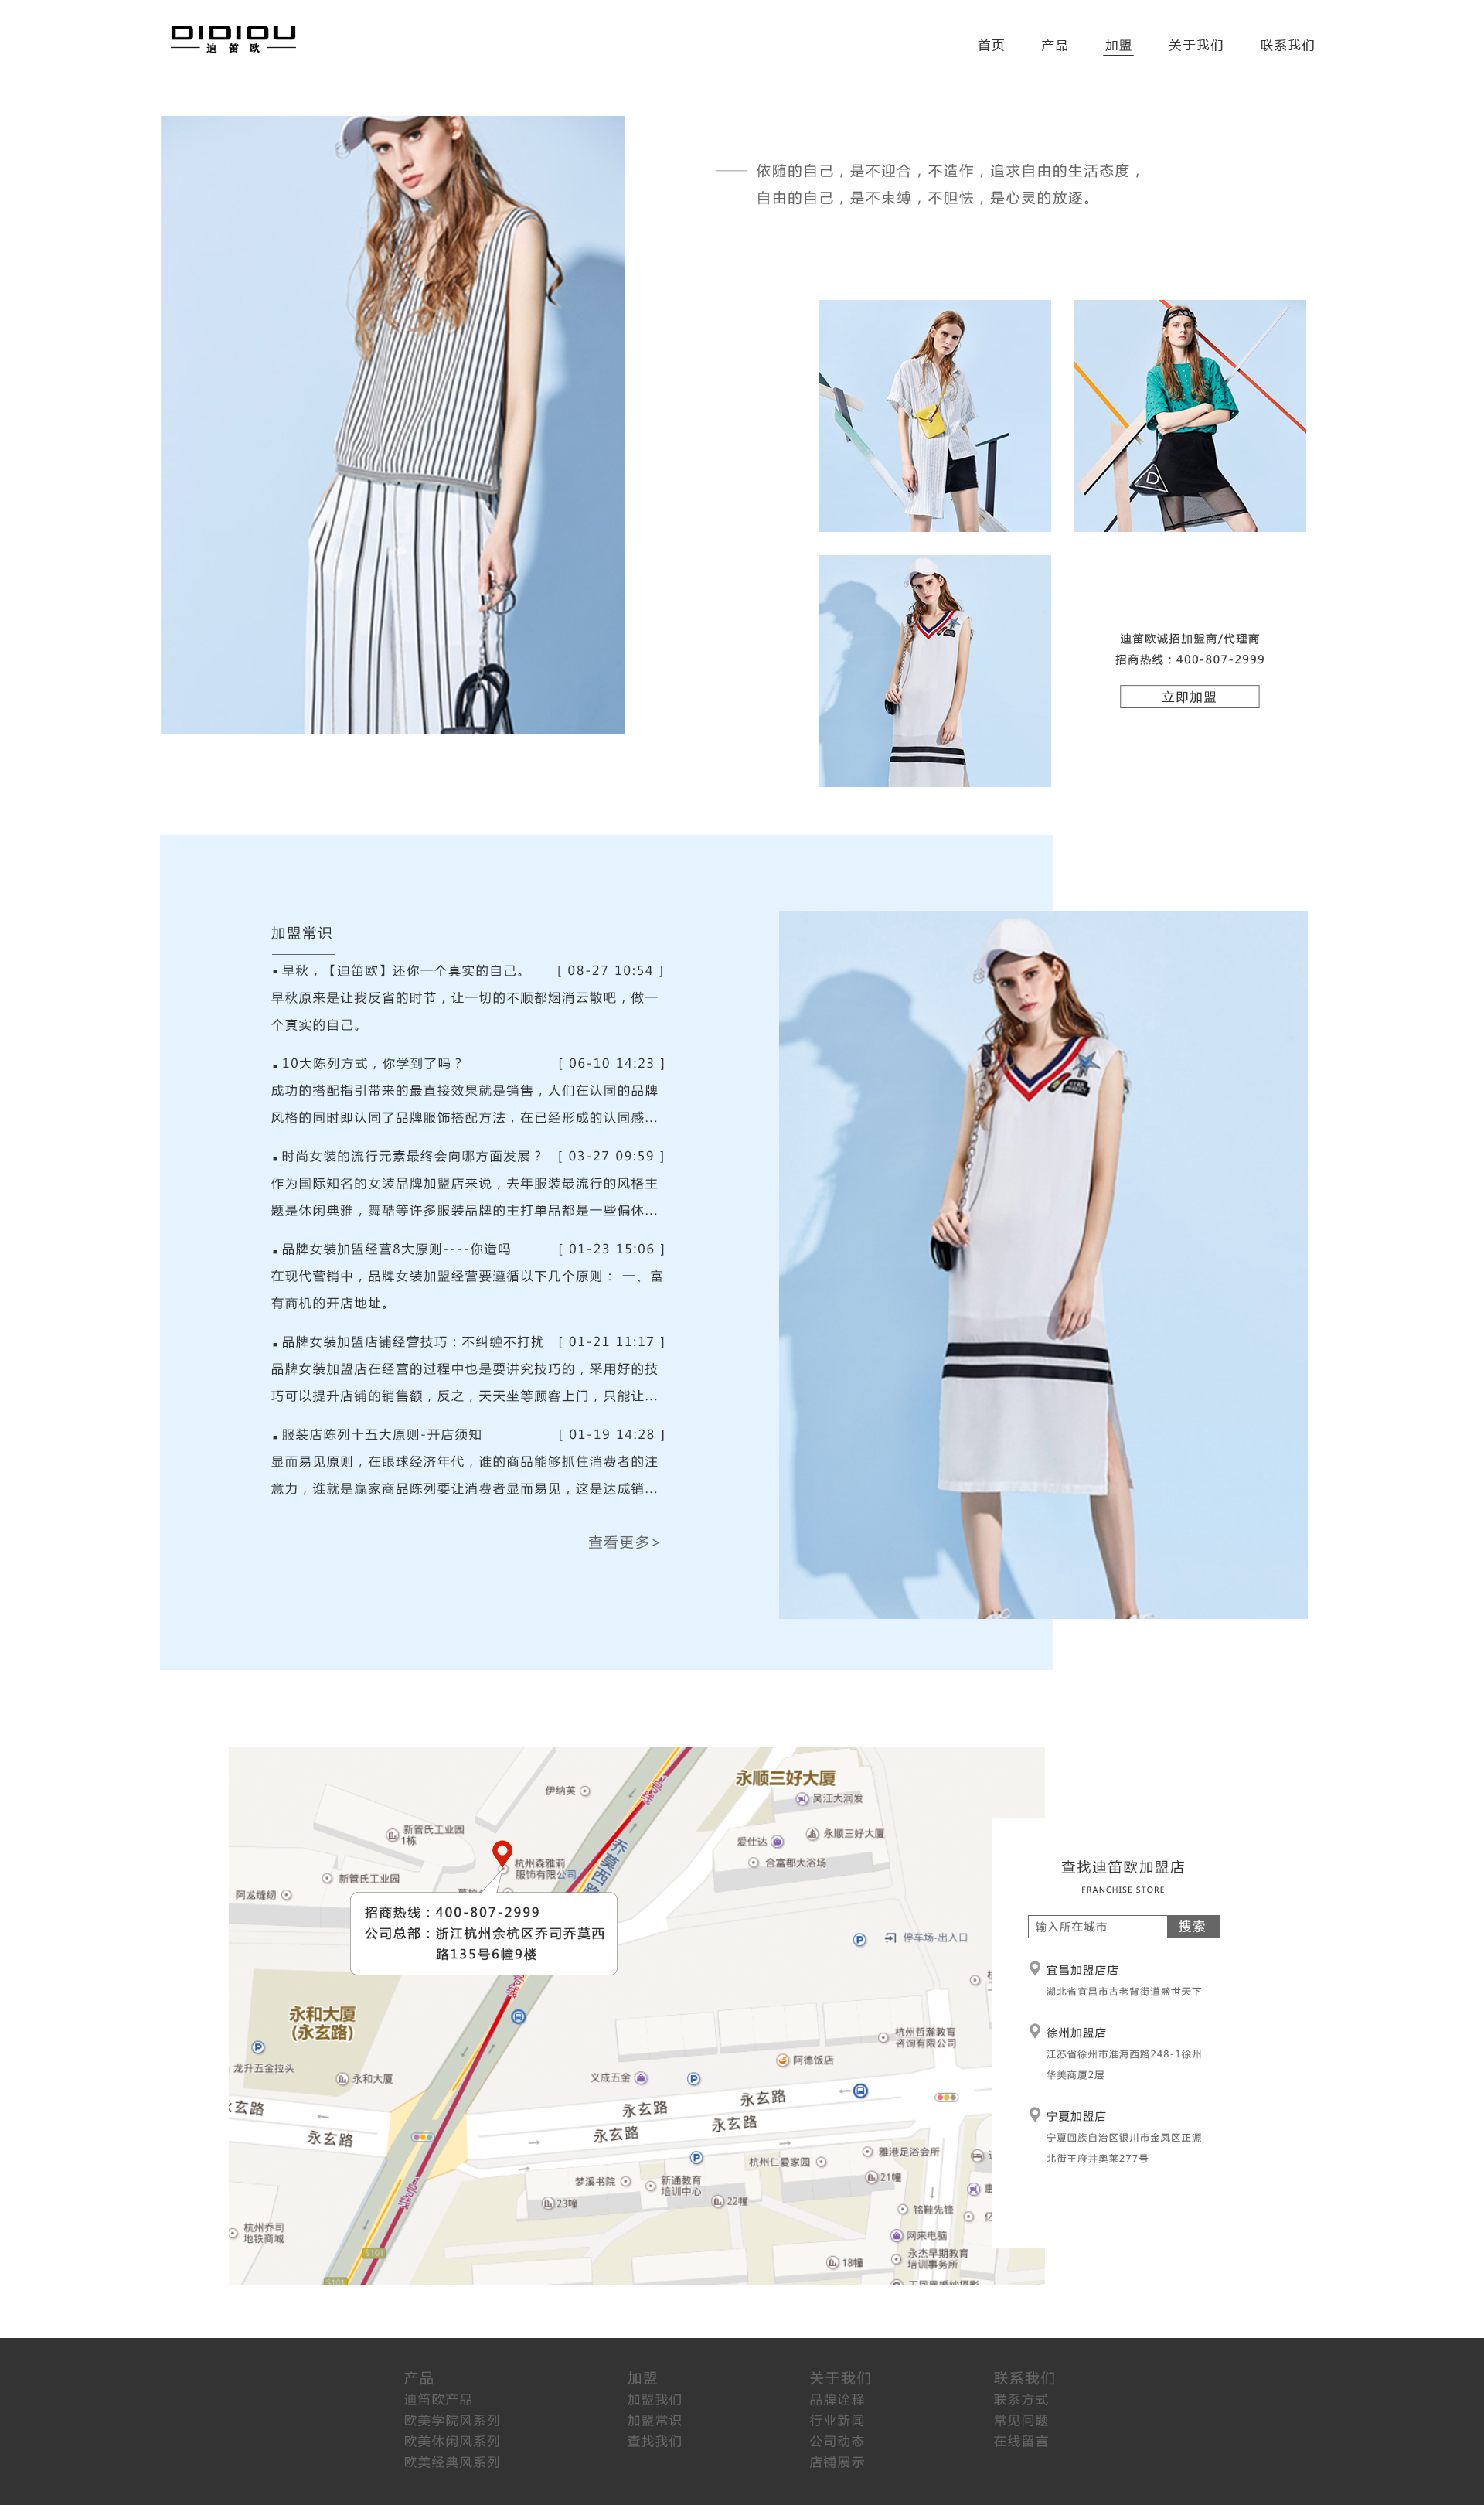 DIDIOU
迪笛欧
首页 产品 加盟 关于我们 联系我们
依随的自己，是不迎合，不造作，追求自由的生活态度，
自由的自己，是不束缚，不胆怯，是心灵的放逐。
迪笛欧诚招加盟商/代理商
招商热线：400-807-2999
立即加盟
加盟常识
早秋，【迪笛欧】还你一个真实的自己。 [ 08-27 10:54 ]
早秋原来是让我反省的时节，让一切的不顺都烟消云散吧，做一
个真实的自己。
10大陈列方式，你学到了吗？ [ 06-10 14:23 ]
成功的搭配指引带来的最直接效果就是销售，人们在认同的品牌
风格的同时即认同了品牌服饰搭配方法，在已经形成的认同感...
时尚女装的流行元素最终会向哪方面发展？ [ 03-27 09:59 ]
作为国际知名的女装品牌加盟店来说，去年服装最流行的风格主
题是休闲典雅，舞酷等许多服装品牌的主打单品都是一些偏休...
品牌女装加盟经营8大原则----你造吗 [ 01-23 15:06 ]
在现代营销中，品牌女装加盟经营要遵循以下几个原则： 一、富
有商机的开店地址。
品牌女装加盟店铺经营技巧：不纠缠不打扰 [ 01-21 11:17 ]
品牌女装加盟店在经营的过程中也是要讲究技巧的，采用好的技
巧可以提升店铺的销售额，反之，天天坐等顾客上门，只能让...
服装店陈列十五大原则-开店须知 [ 01-19 14:28 ]
显而易见原则，在眼球经济年代，谁的商品能够抓住消费者的注
意力，谁就是赢家商品陈列要让消费者显而易见，这是达成销...
查看更多>
永顺三好大厦
伊纳芙
吴江大润发
新管氏工业园
1栋
永顺三好大厦
爱仕达
合富郡大浴场
杭州森雅莉
服饰有限公司
新管氏工业园
阿龙缝纫
乔莫西路
招商热线：400-807-2999
公司总部：浙江杭州余杭区乔司乔莫西
路135号6幢9楼
停车场-出入口
永和大厦
(永玄路)
杭州哲瀚教育
咨询有限公司
龙升五金拉头
永和大厦
阿德饭店
义成五金
永玄路
永玄路
永玄路
永玄路
永玄路
永玄路
雅港足浴会所
杭州仁爱家园
21幢
梦溪书院
新通教育
培训中心
23幢
22幢
铭鞋先锋
杭州乔司
地铁商城
网来电脑
S101
18幢
永杰早期教育
培训事务所
S101
查找迪笛欧加盟店
FRANCHISE STORE
输入所在城市 搜索
宜昌加盟店店
湖北省宜昌市古老背街道盛世天下
徐州加盟店
江苏省徐州市淮海西路248-1徐州
华美商厦2层
宁夏加盟店
宁夏回族自治区银川市金凤区正源
北街王府井奥莱277号
产品 加盟 关于我们 联系我们
迪笛欧产品 加盟我们 品牌诠释 联系方式
欧美学院风系列 加盟常识 行业新闻 常见问题
欧美休闲风系列 直找我们 公司动态 在线留言
欧美经典风系列 店铺展示